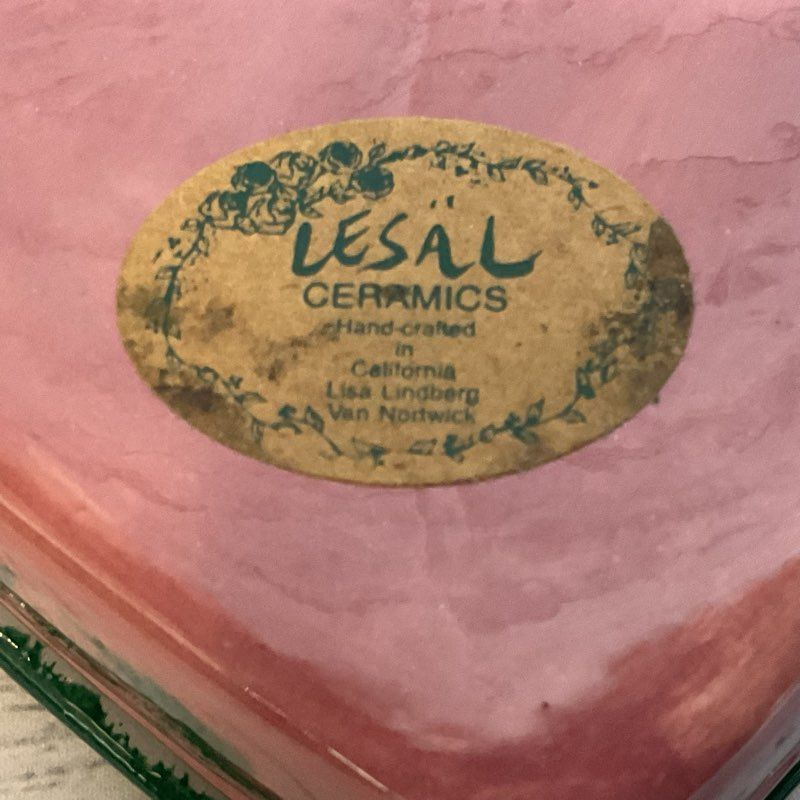 LESÄL
CERAMICS
Hand-crafted
in
California
Lisa Lindberg
Van Nortwick